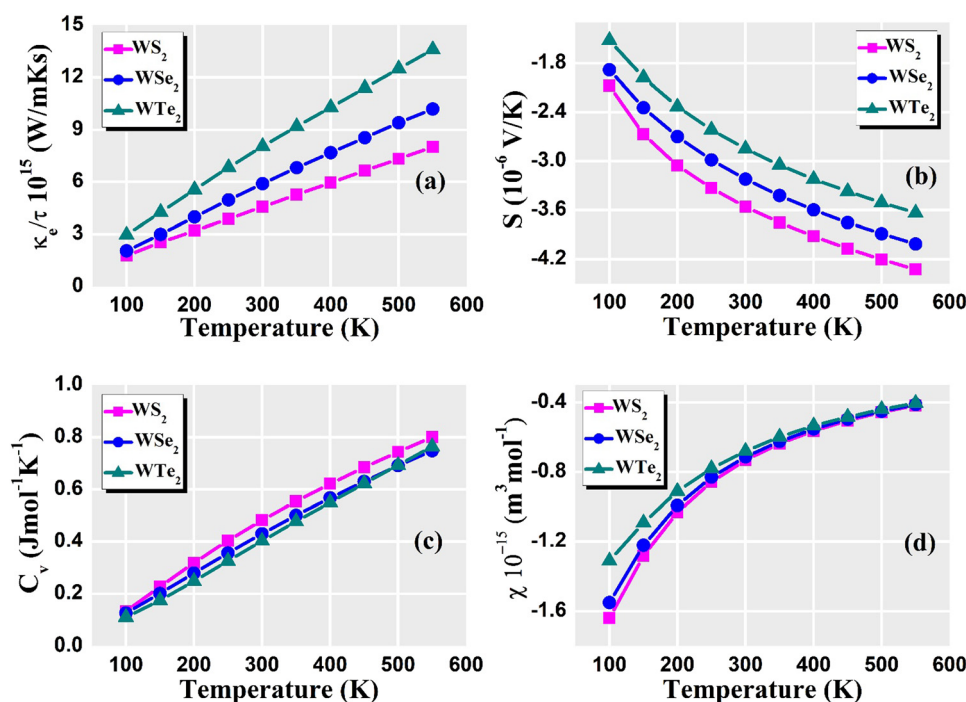 κe/τ 10^15 (W/mKs)
15
12
9
6
3
0
WS2
WSe2
WTe2
(a)
100 200 300 400 500 600
Temperature (K)
S (10^-6 V/K)
-1.8
-2.4
-3.0
-3.6
-4.2
WS2
WSe2
WTe2
(b)
100 200 300 400 500 600
Temperature (K)
Cv (Jmol^-1K^-1)
1.0
0.8
0.6
0.4
0.2
0.0
WS2
WSe2
WTe2
(c)
100 200 300 400 500 600
Temperature (K)
χ 10^-15 (m^3 mol^-1)
-0.4
-0.8
-1.2
-1.6
WS2
WSe2
WTe2
(d)
100 200 300 400 500 600
Temperature (K)